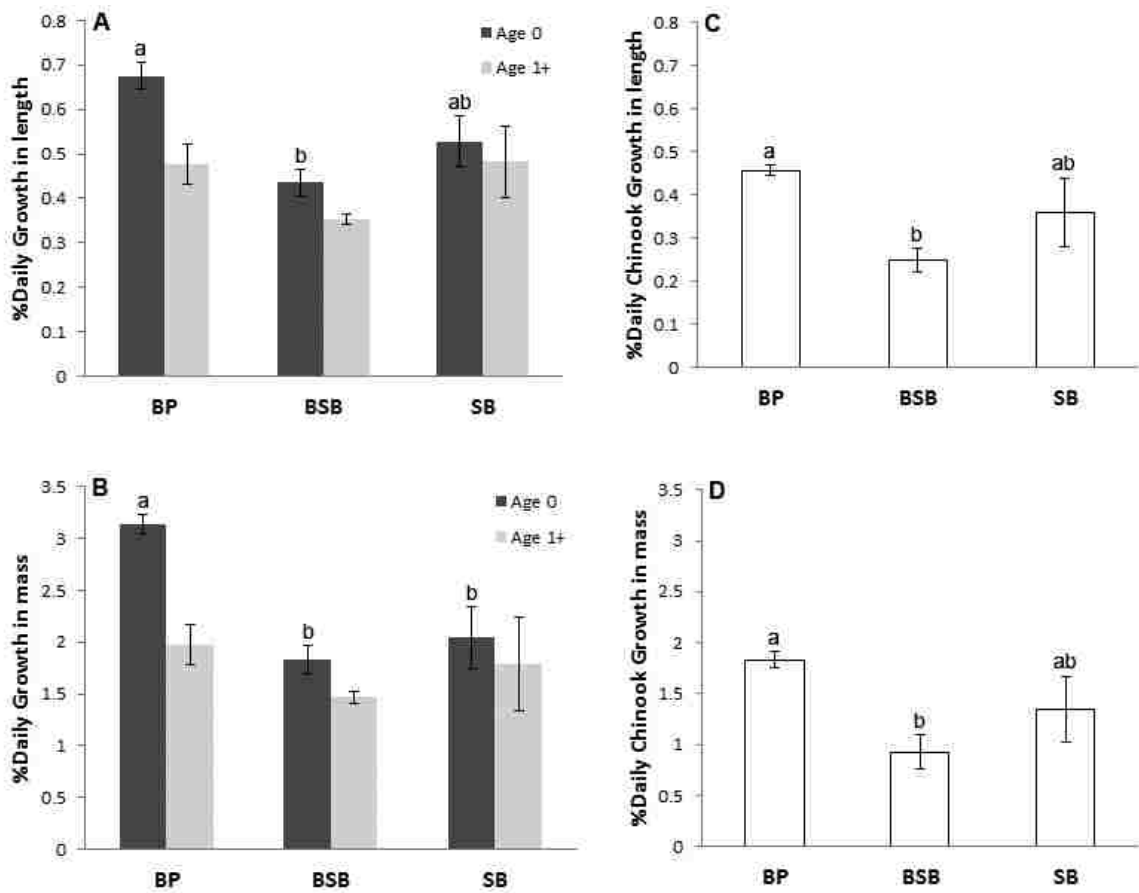 A
%Daily Growth in length
0.8
0.7
0.6
0.5
0.4
0.3
0.2
0.1
0
a
b
ab
Age 0
Age 1+
BP
BSB
SB
C
%Daily Chinook Growth in length
0.8
0.7
0.6
0.5
0.4
0.3
0.2
0.1
0
a
b
ab
BP
BSB
SB
B
%Daily Growth in mass
3.5
3
2.5
2
1.5
1
0.5
0
a
b
b
Age 0
Age 1+
BP
BSB
SB
D
%Daily Chinook Growth in mass
3.5
3
2.5
2
1.5
1
0.5
0
a
b
ab
BP
BSB
SB